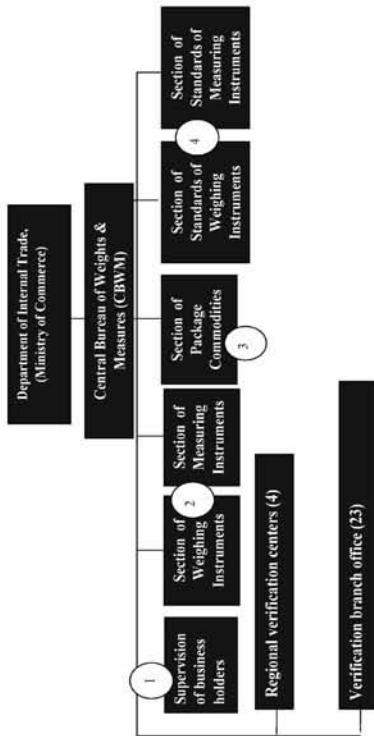 Department of Internal Trade,
(Ministry of Commerce)
Central Bureau of Weights &
Measures (CBWM)
1
Supervision
of business
holders
Section of
Weighing
Instruments
2
Section of
Measuring
Instruments
Section of
Package
Commodities
3
Section of
Standards of
Weighing
Instruments
4
Section of
Standards of
Measuring
Instruments
Regional verification centers (4)
Verification branch office (23)